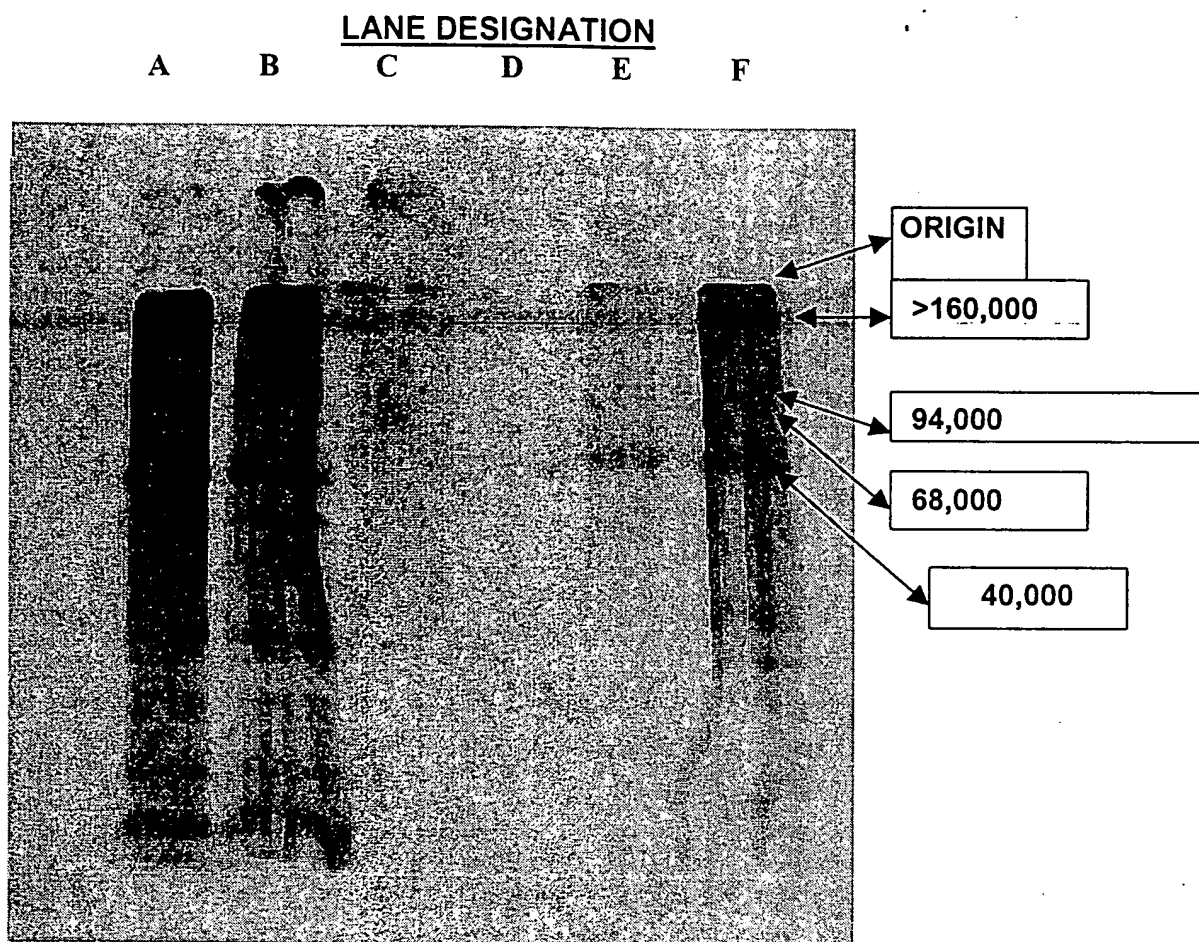 LANE DESIGNATION
A B C D E F
ORIGIN
>160,000
94,000
68,000
40,000